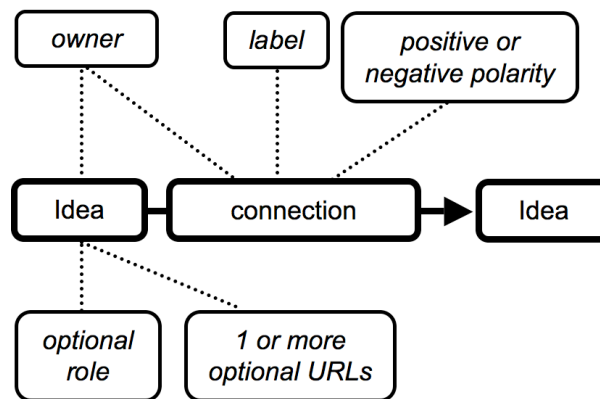 owner
label
positive or
negative polarity
Idea
connection
Idea
optional
role
1 or more
optional URLs